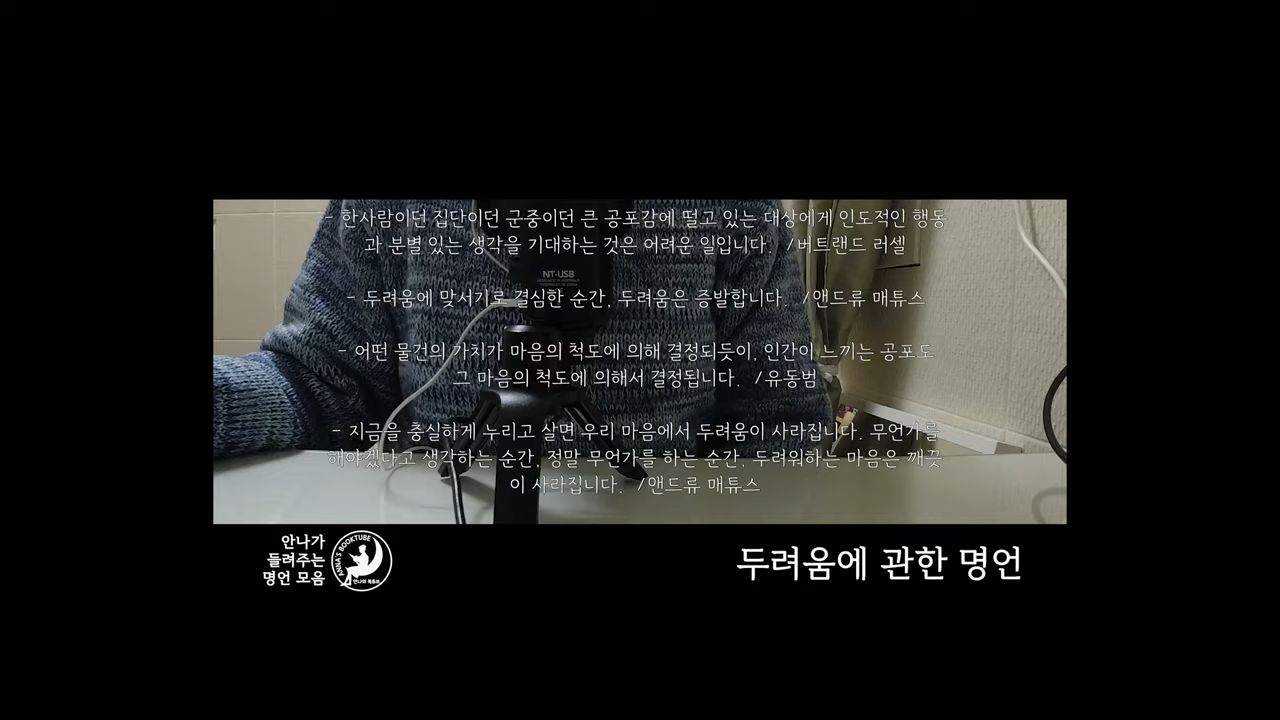 - 한사람이던 집단이던 군중이던 큰 공포감에 떨고 있는 대상에게 인도적인 행동
과 분별 있는 생각을 기대하는 것은 어려운 일입니다. /버트랜드 러셀
NT-USB
- 두려움에 맞서기로 결심한 순간, 두려움은 증발합니다. /앤드류 매튜스
- 어떤 물건의 가치가 마음의 척도에 의해 결정되듯이, 인간이 느끼는 공포도
그 마음의 척도에 의해서 결정됩니다. /유동범
- 지금을 충실하게 누리고 살면 우리 마음에서 두려움이 사라집니다. 무언가를
해야겠다고 생각하는 순간, 정말 무언가를 하는 순간, 두려워하는 마음은 깨끗
이 사라집니다. /앤드류 매튜스
안나가
들려주는
명언 모음
ANNA'S BOOKTUBE
안나의 북튜브
두려움에 관한 명언